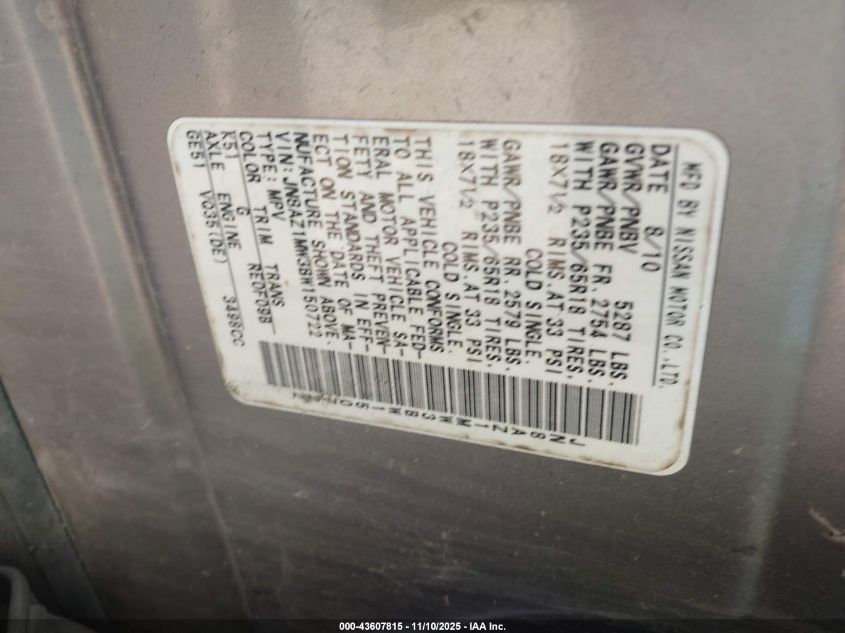 MFD BY NISSAN MOTOR CO.,LTD.
DATE 8/10
GVWR/PNBV 5287 LBS.
GAWR/PNBE FR. 2754 LBS.
WITH P235/65R18 TIRES,
18X7½ RIMS.AT 33 PSI
COLD SINGLE.
GAWR/PNBE RR. 2579 LBS.
WITH P235/65R18 TIRES,
18X7½ RIMS.AT 33 PSI
COLD SINGLE.
THIS VEHICLE CONFORMS
TO ALL APPLICABLE FED-
ERAL MOTOR VEHICLE SA-
FETY AND THEFT PREVEN-
TION STANDARDS IN EFF-
ECT ON THE DATE OF MA-
NUFACTURE SHOWN ABOVE.
VIN:JN8AZ1MW3BW150722
TYPE:MPV
COLOR TRIM TRANS
K51 G RE0F09B
AXLE ENGINE
GE51 VQ35(DE) 3498CC
JN8AZ1MW3BW150722
000-43607815 - 11/10/2025 - IAA Inc.